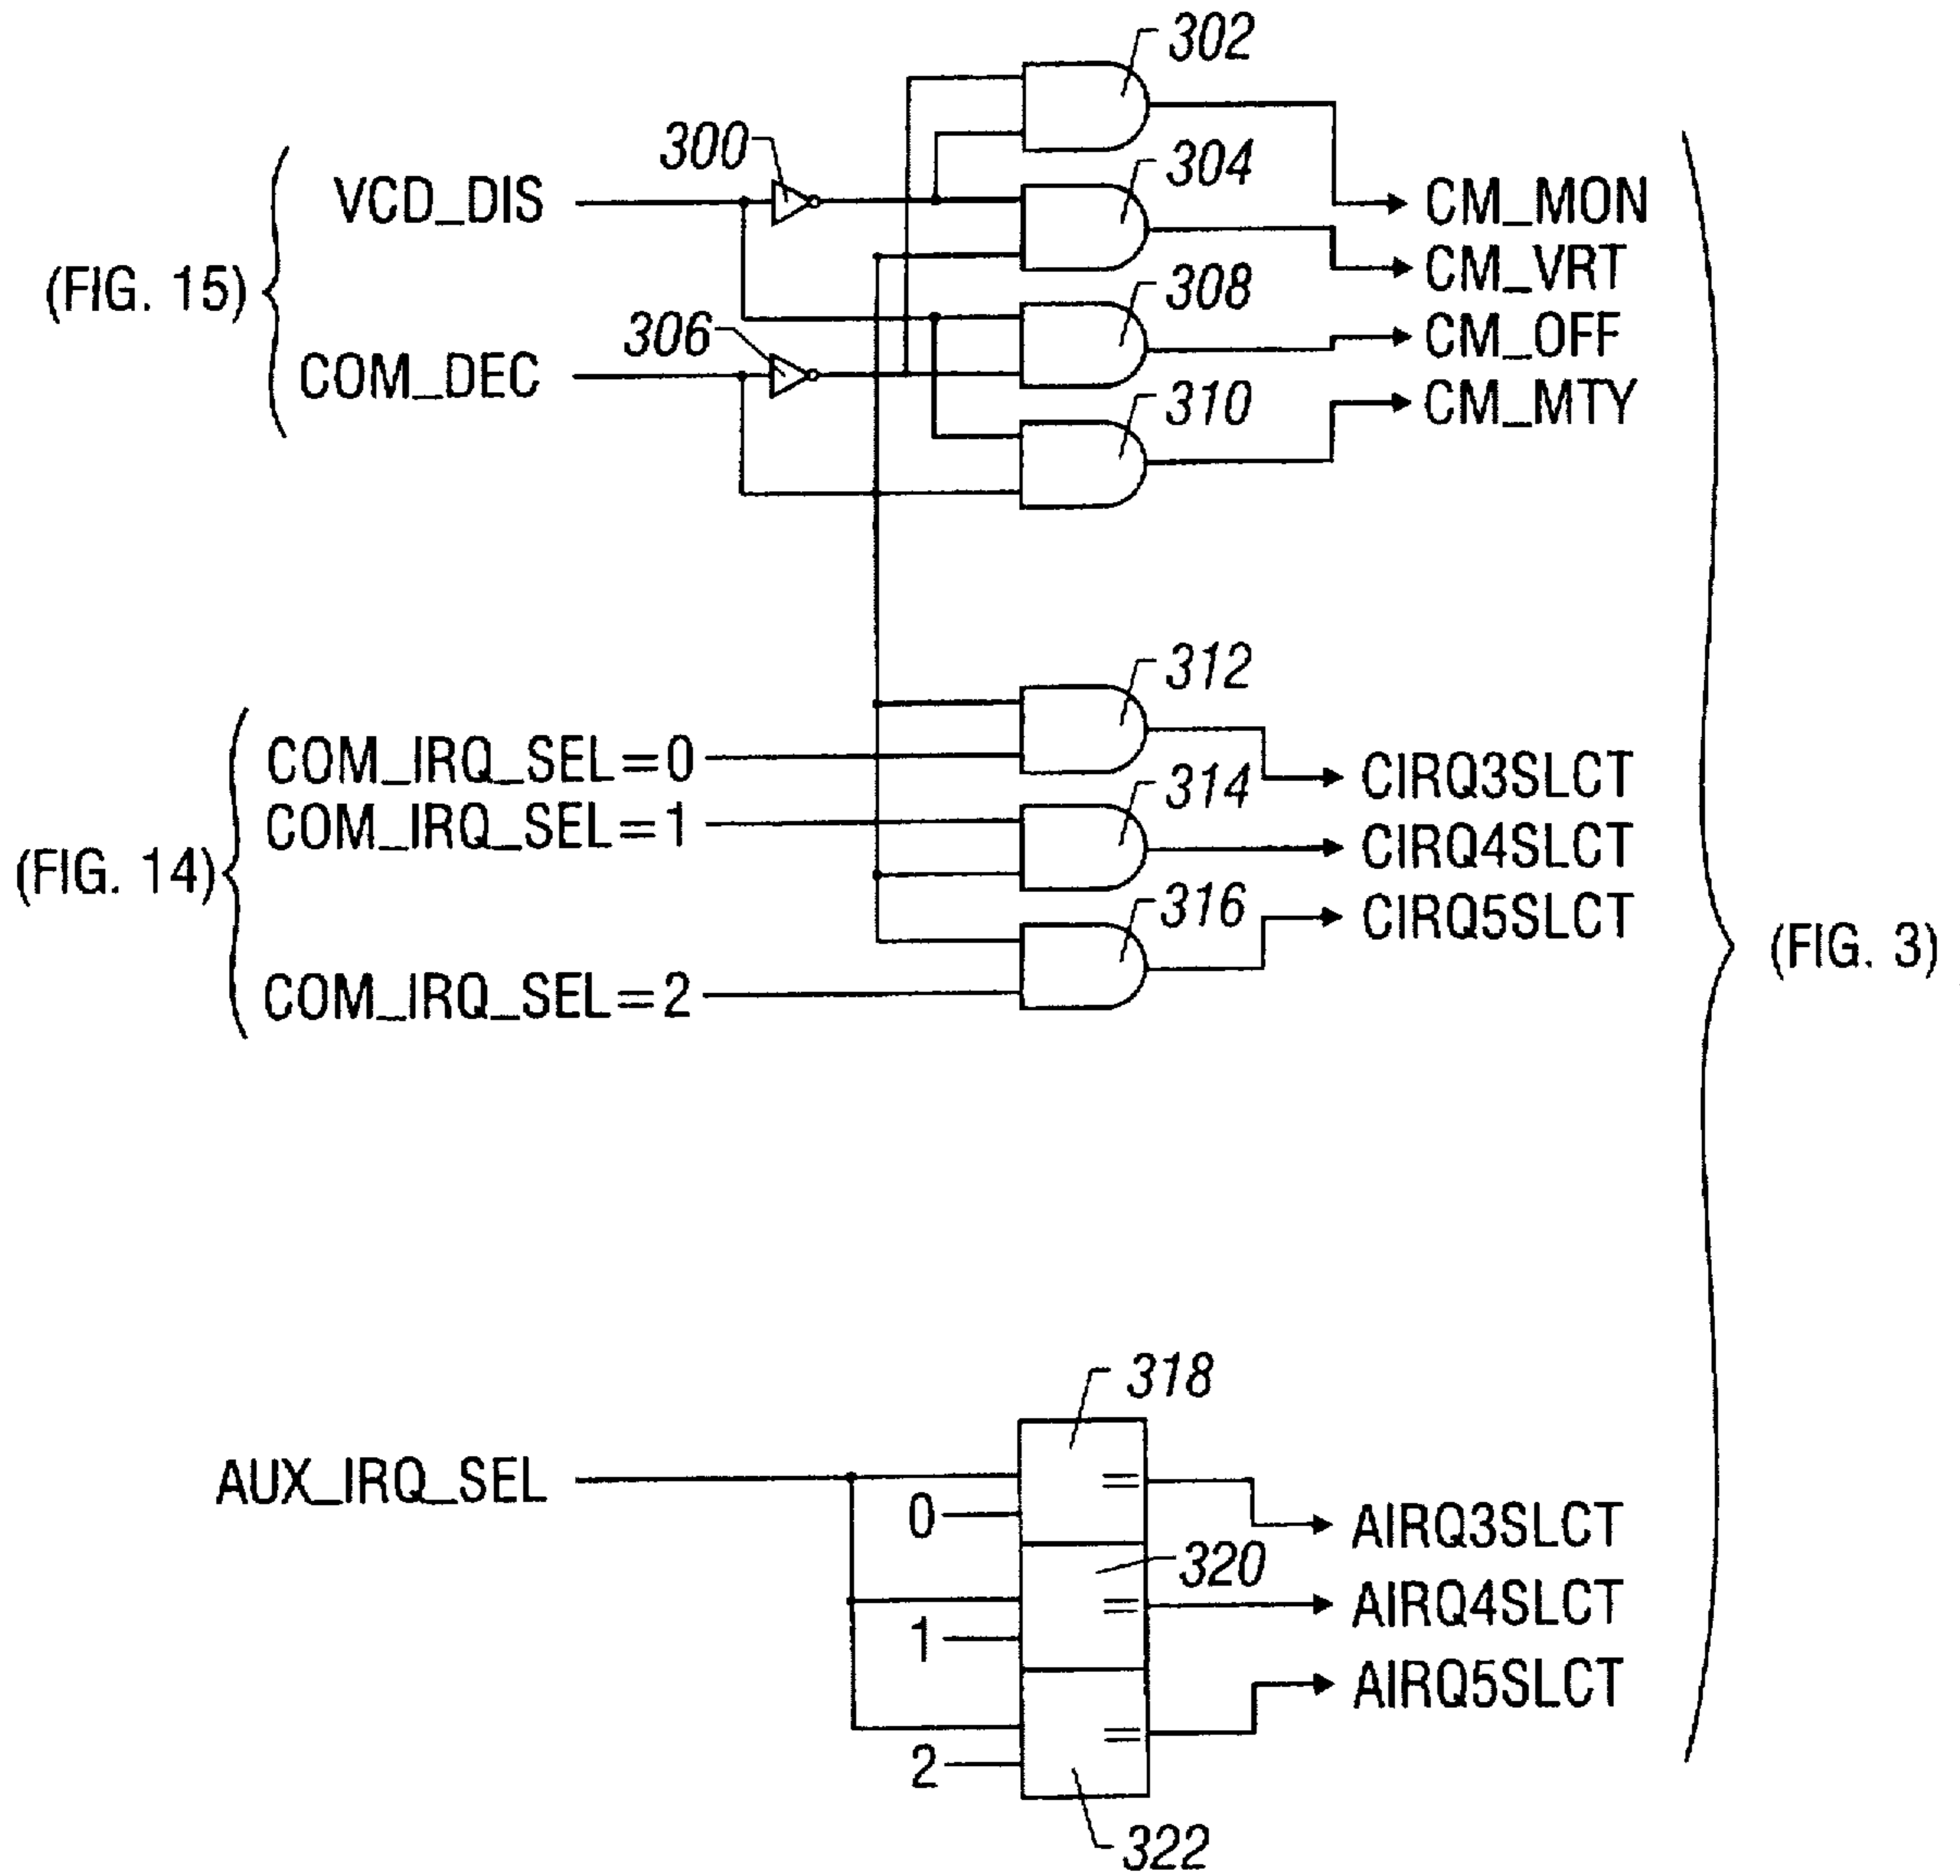 302
300
304
VCD_DIS
CM_MON
CM_VRT
(FIG. 15)
308
306
CM_OFF
COM_DEC
310
CM_MTY
312
COM_IRQ_SEL=0
CIRQ3SLCT
314
COM_IRQ_SEL=1
CIRQ4SLCT
(FIG. 14)
316
CIRQ5SLCT
(FIG. 3)
COM_IRQ_SEL=2
318
AUX_IRQ_SEL
=
0
AIRQ3SLCT
320
=
AIRQ4SLCT
1
AIRQ5SLCT
=
2
322